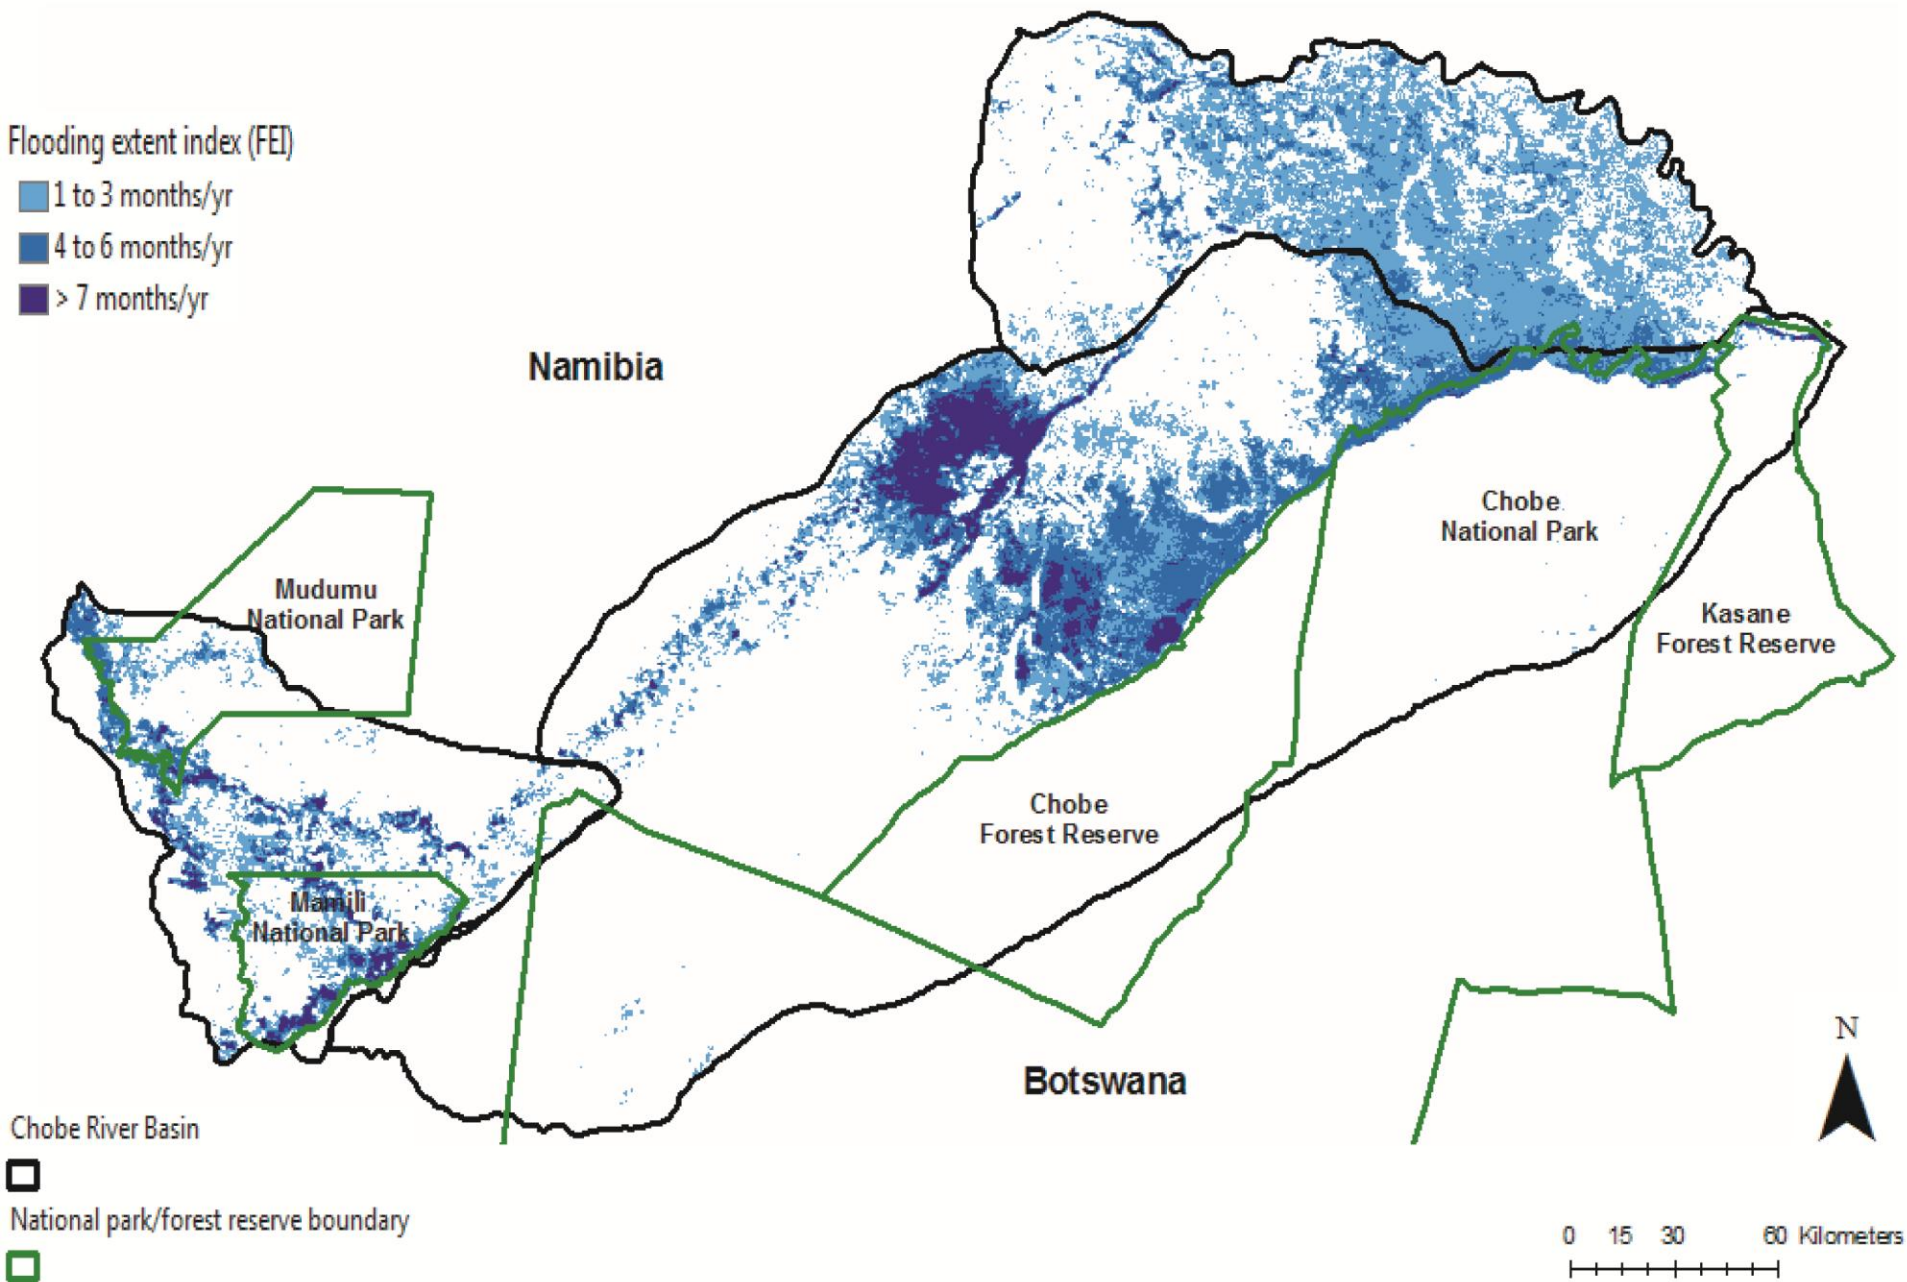 Flooding extent index (FEI)
1 to 3 months/yr
4 to 6 months/yr
> 7 months/yr
Namibia
Mudumu
National Park
Chobe
National Park
Kasane
Forest Reserve
Chobe
Forest Reserve
Mamili
National Park
Botswana
N
Chobe River Basin
National park/forest reserve boundary
0 15 30 60 Kilometers